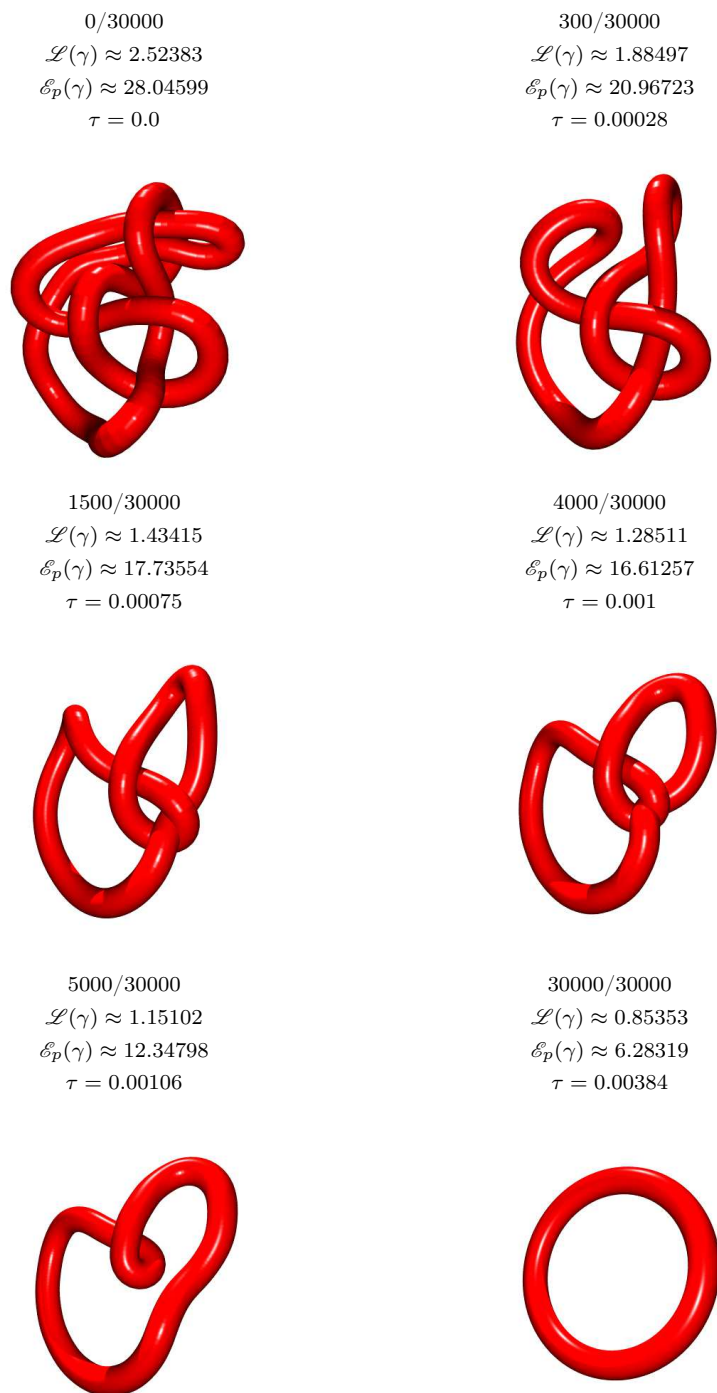 0/30000
ℒ(γ) ≈ 2.52383
ℰp(γ) ≈ 28.04599
τ = 0.0
300/30000
ℒ(γ) ≈ 1.88497
ℰp(γ) ≈ 20.96723
τ = 0.00028
1500/30000
ℒ(γ) ≈ 1.43415
ℰp(γ) ≈ 17.73554
τ = 0.00075
4000/30000
ℒ(γ) ≈ 1.28511
ℰp(γ) ≈ 16.61257
τ = 0.001
5000/30000
ℒ(γ) ≈ 1.15102
ℰp(γ) ≈ 12.34798
τ = 0.00106
30000/30000
ℒ(γ) ≈ 0.85353
ℰp(γ) ≈ 6.28319
τ = 0.00384